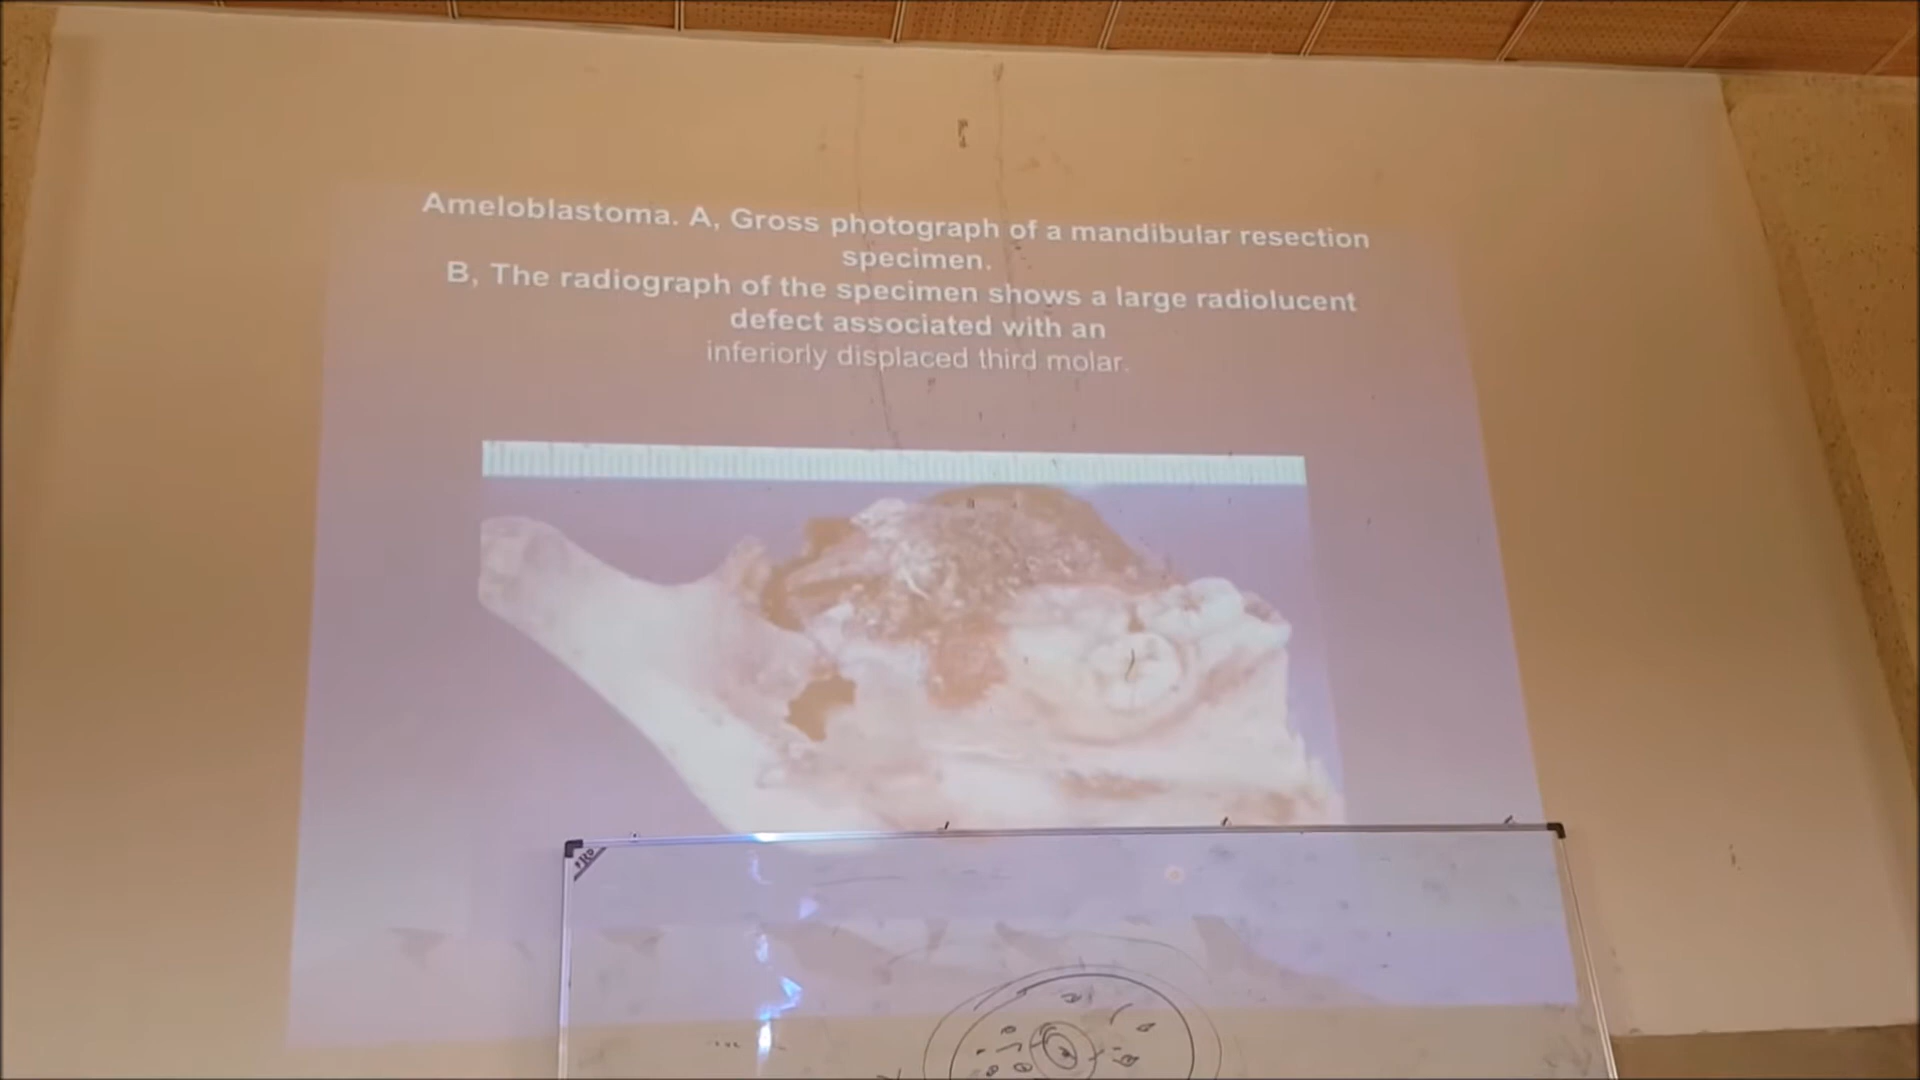 Ameloblastoma. A, Gross photograph of a mandibular resection
specimen.
B, The radiograph of the specimen shows a large radiolucent
defect associated with an
inferiorly displaced third molar.